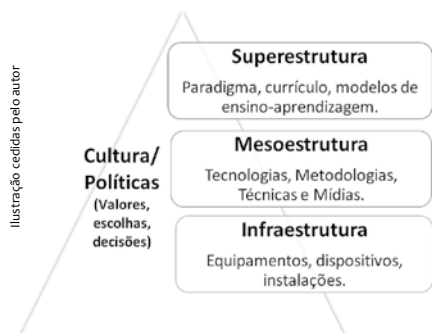 Ilustração cedidas pelo autor
Superestrutura
Paradigma, currículo, modelos de
ensino-aprendizagem.
Cultura/
Políticas
(Valores,
escolhas,
decisões)
Mesoestrutura
Tecnologias, Metodologias,
Técnicas e Mídias.
Infraestrutura
Equipamentos, dispositivos,
instalações.